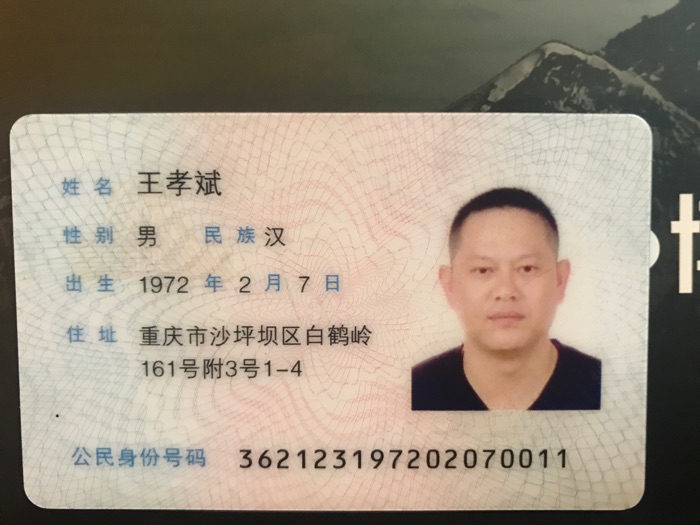 姓名 王孝斌
性别 男 民族 汉
出生 1972 年 2 月 7 日
住址 重庆市沙坪坝区白鹤岭
161号附3号1-4
公民身份号码 362123197202070011